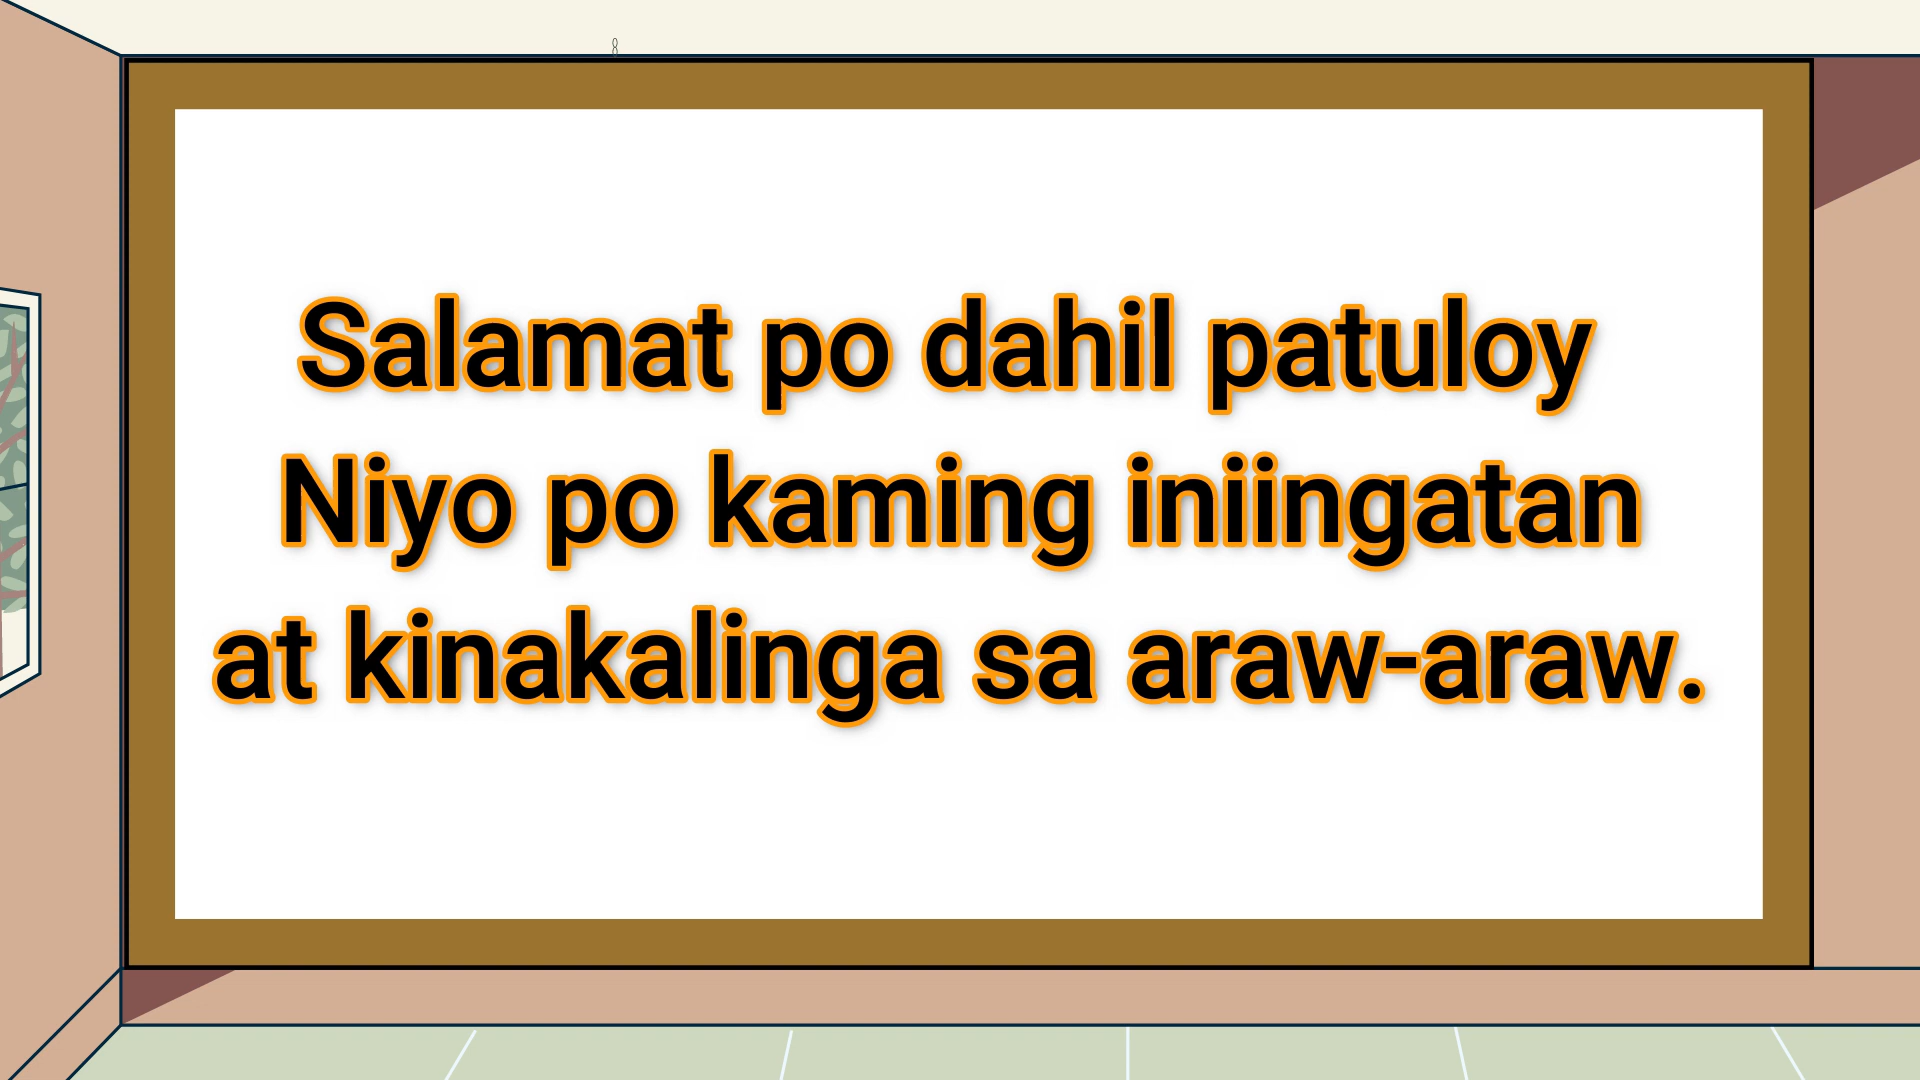 Salamat po dahil patuloy
Niyo po kaming iniingatan
at kinakalinga sa araw-araw.